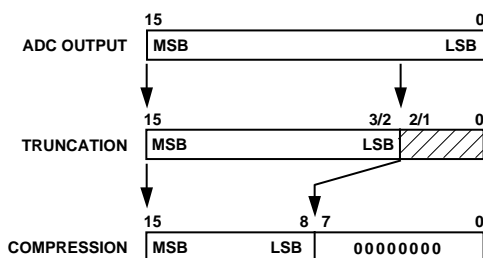 15 0
ADC OUTPUT MSB LSB
15 3/2 2/1 0
TRUNCATION MSB LSB
15 8 7 0
COMPRESSION MSB LSB 00000000